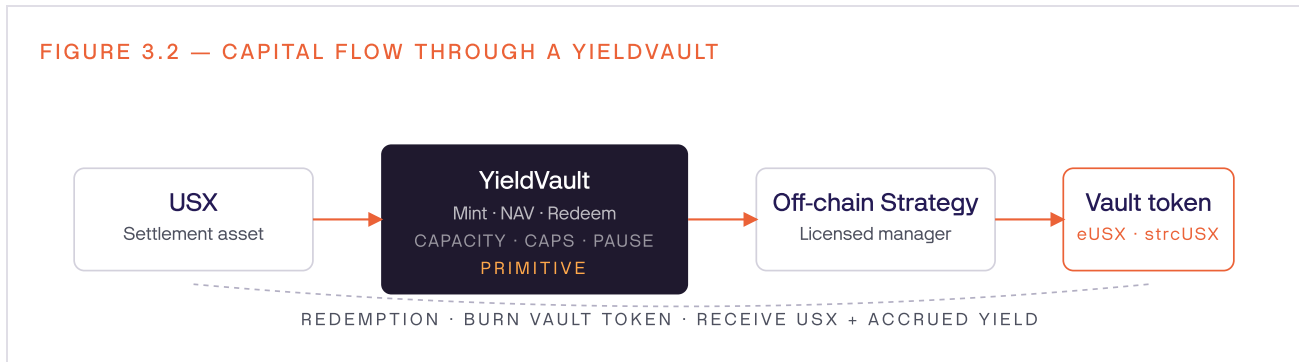 FIGURE 3.2 — CAPITAL FLOW THROUGH A YIELDVAULT
USX
Settlement asset
YieldVault
Mint · NAV · Redeem
CAPACITY · CAPS · PAUSE
PRIMITIVE
Off-chain Strategy
Licensed manager
Vault token
eUSX · strcUSX
REDEMPTION · BURN VAULT TOKEN · RECEIVE USX + ACCRUED YIELD